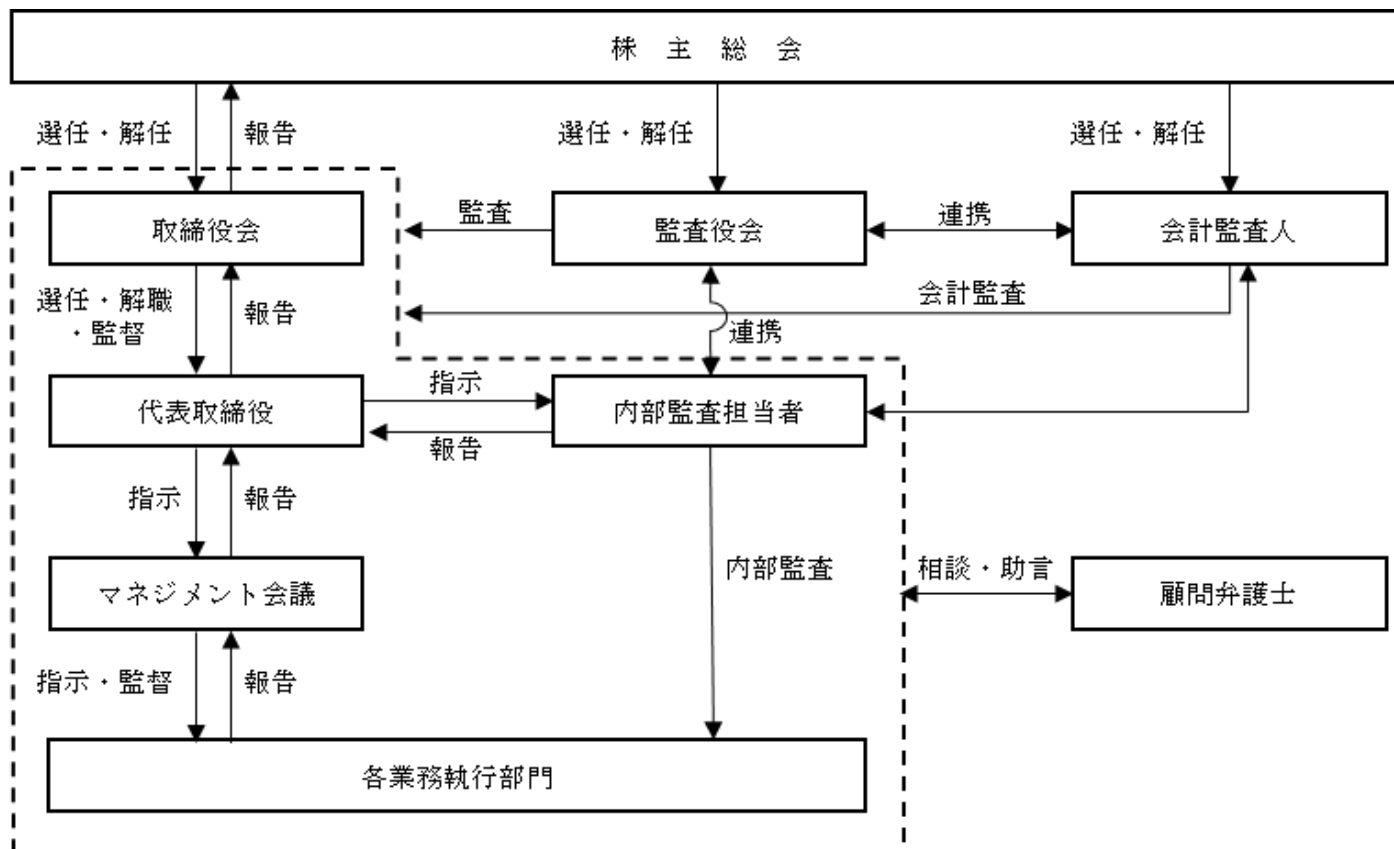 株主総会
選任・解任
報告
選任・解任
選任・解任
取締役会
監査
監査役会
連携
会計監査人
選任・解職
・監督
報告
会計監査
連携
代表取締役
指示
報告
内部監査担当者
指示
報告
内部監査
マネジメント会議
相談・助言
顧問弁護士
指示・監督
報告
各業務執行部門